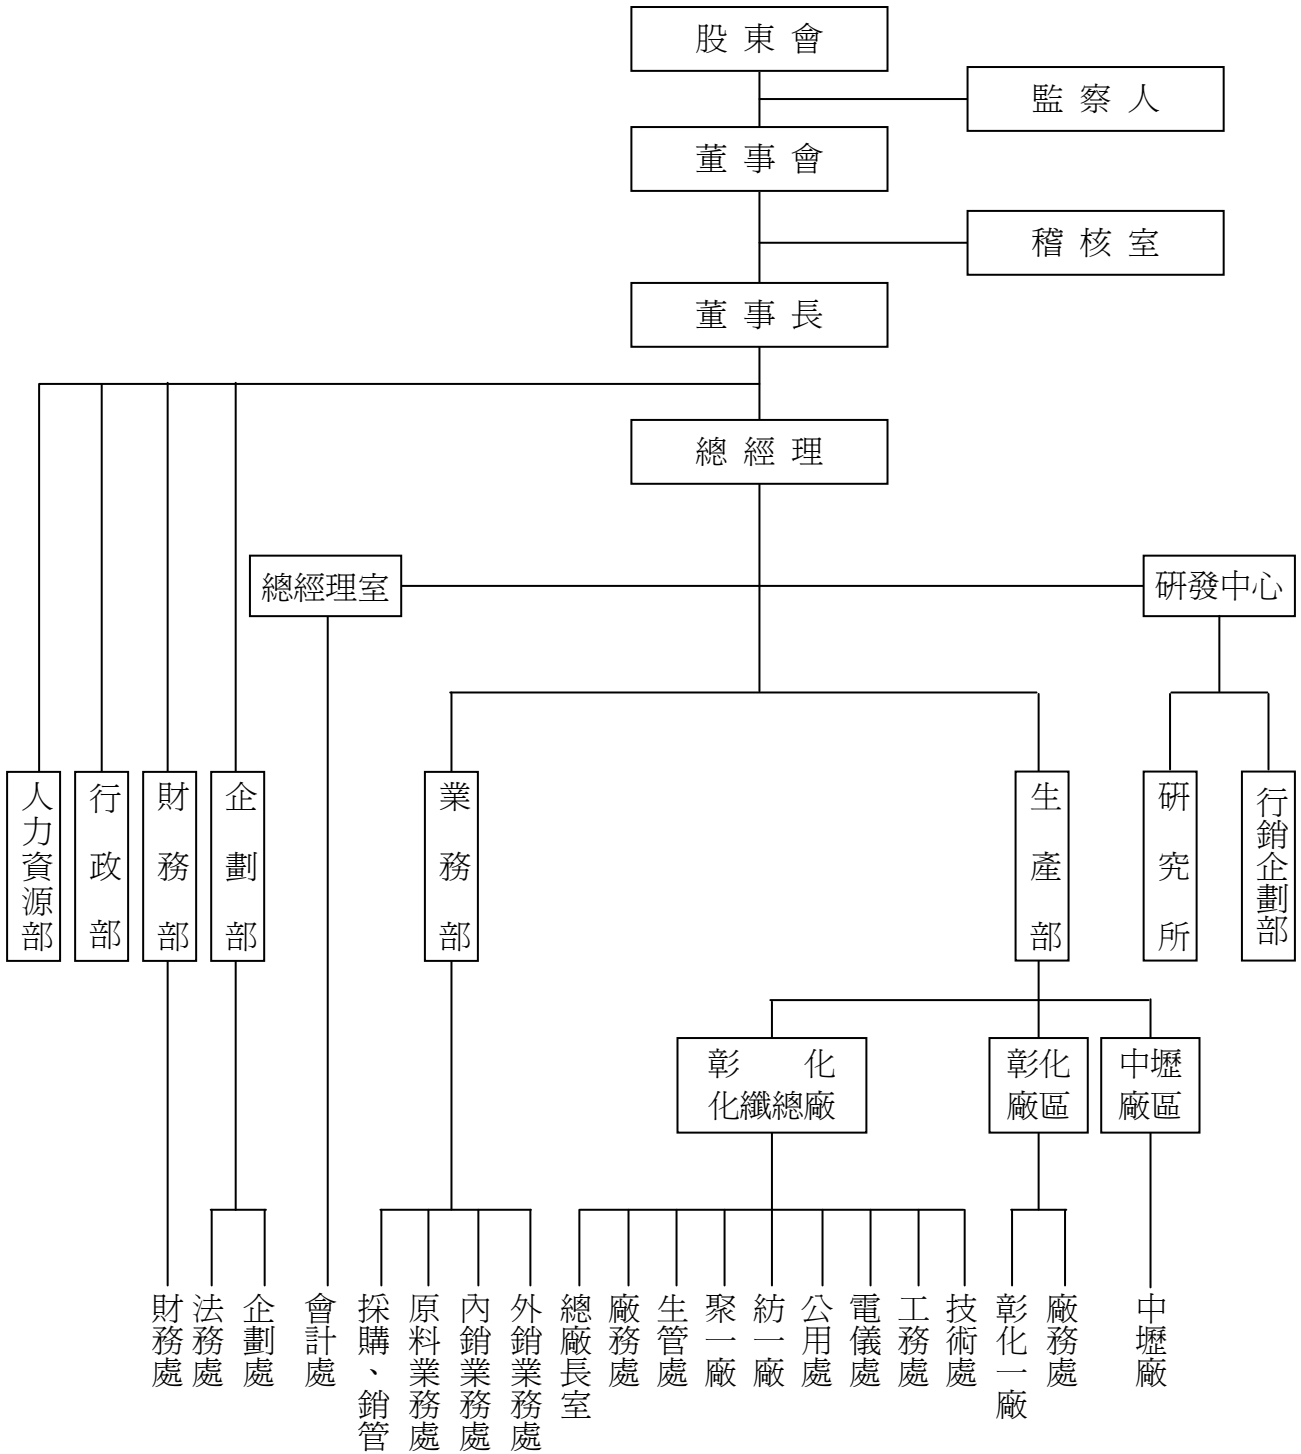 股東會
監察人
董事會
稽核室
董事長
總經理
總經理室
研發中心
人力資源部
行政部
財務部
企劃部
業務部
生產部
研究所
行銷企劃部
彰化
化纖總廠
彰化
廠區
中壢
廠區
財務處
法務處
企劃處
會計處
採購、銷管
原料業務處
內銷業務處
外銷業務處
總廠長室
廠務處
生管處
聚一廠
紡一廠
公用處
電儀處
工務處
技術處
彰化一廠
廠務處
中壢廠